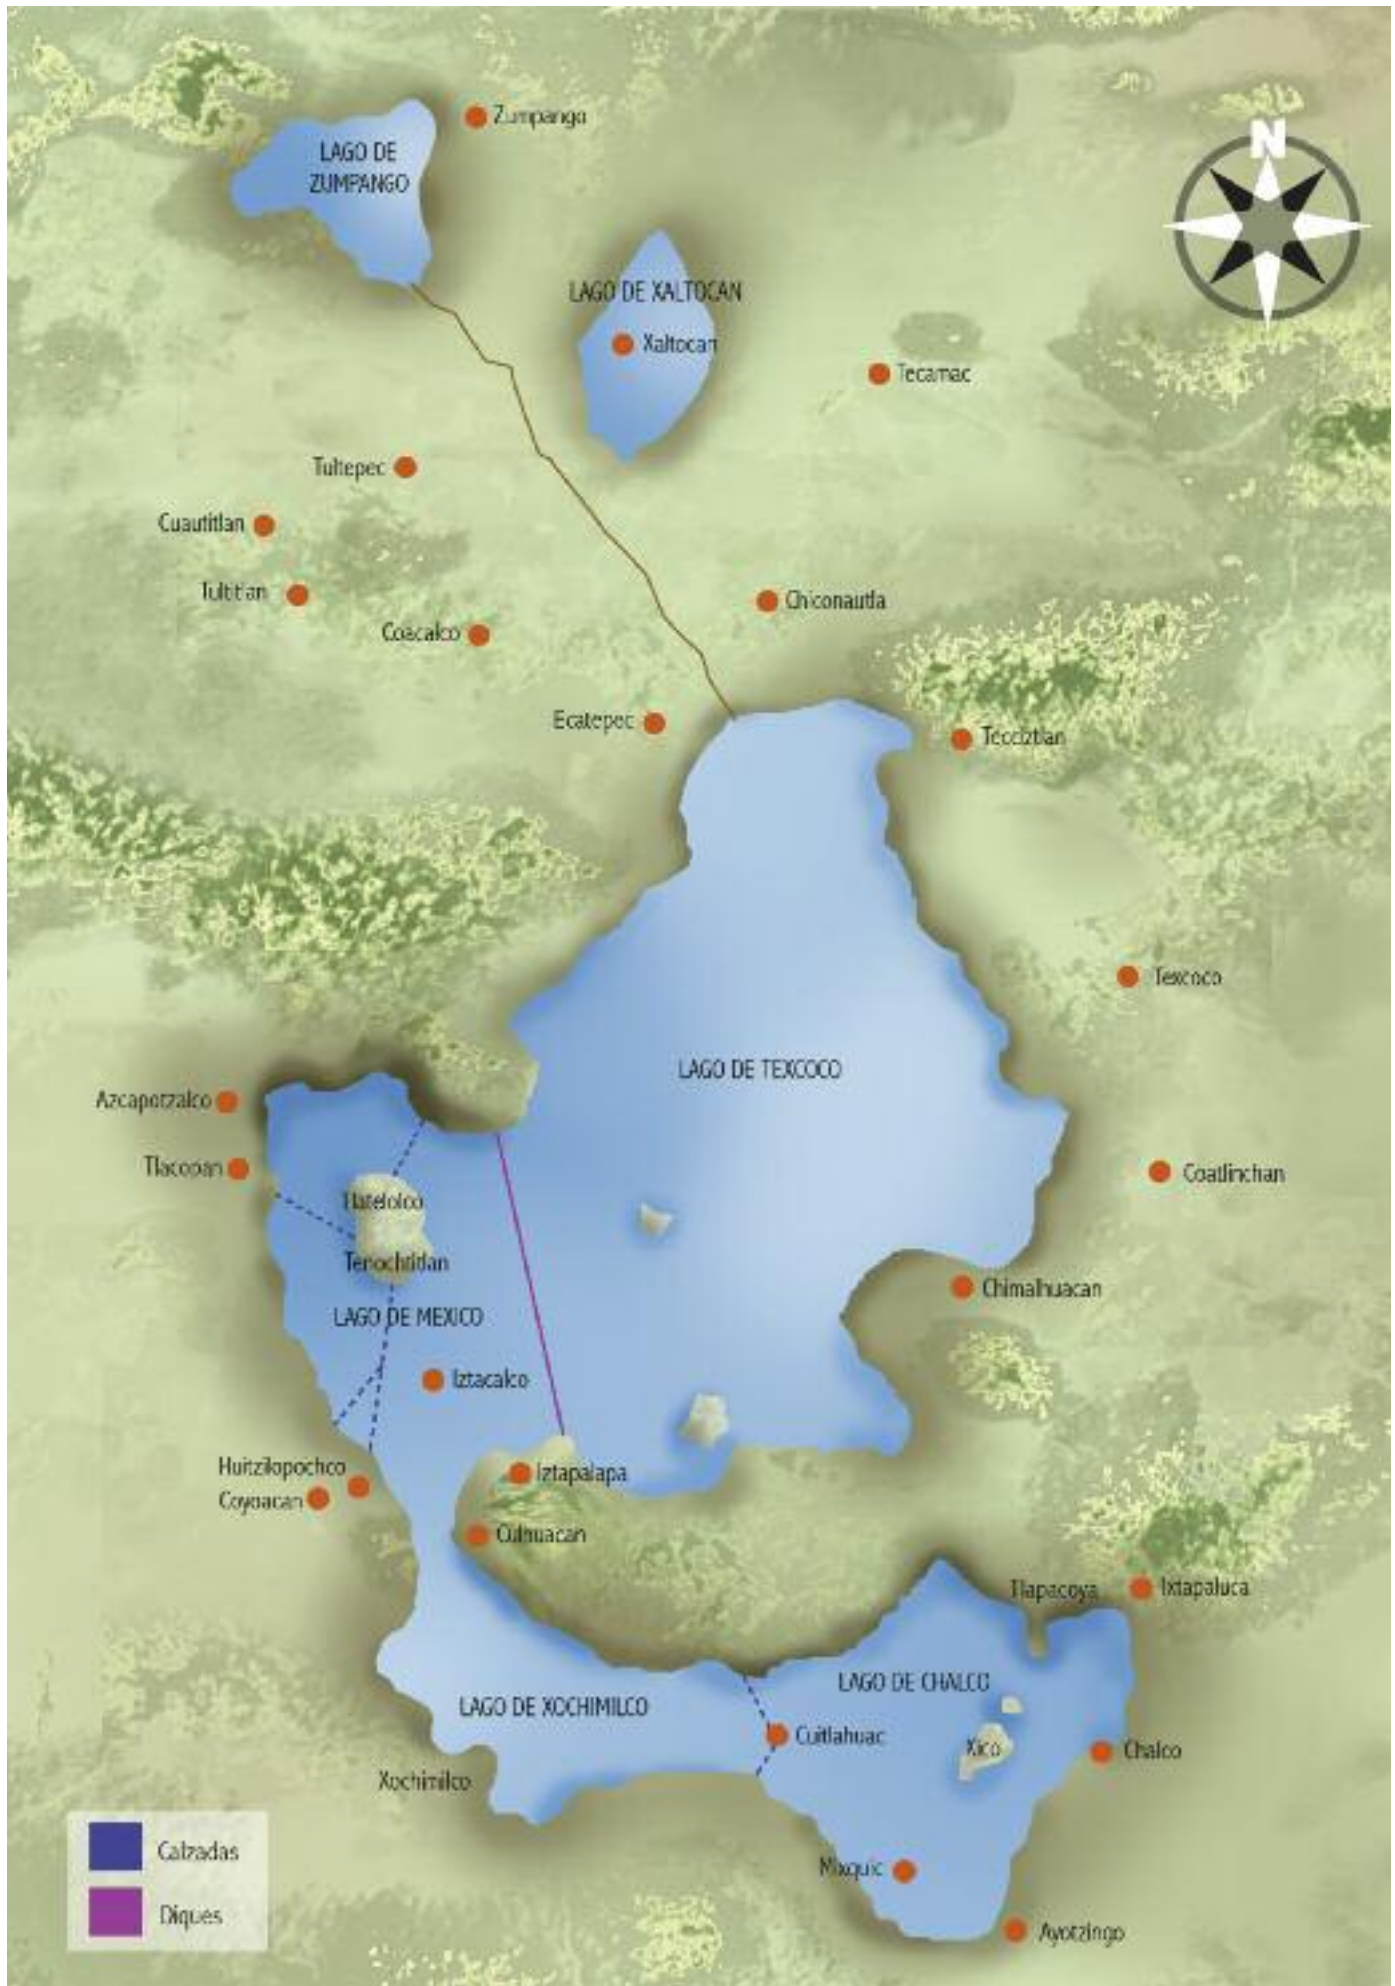 Zumpango
LAGO DE
ZUMPANGO
N
LAGO DE XALTOCAN
Xaltocan
Tecamac
Tultepec
Cuautitlan
Tultitlan
Chiconautla
Coacalco
Ecatepec
Tecciztlan
Texcoco
LAGO DE TEXCOCO
Azcapotzalco
Tlacopan
Coatlinchan
Tlatelolco
Tenochtitlan
Chimalhuacan
LAGO DE MEXICO
Iztacalco
Huitzilopochco
Iztapalapa
Coyoacan
Culhuacan
Tlapacoya
Ixtapaluca
LAGO DE CHALCO
LAGO DE XOCHIMILCO
Cuitlahuac
Xico
Chalco
Xochimilco
Calzadas
Mixquic
Diques
Ayotzingo